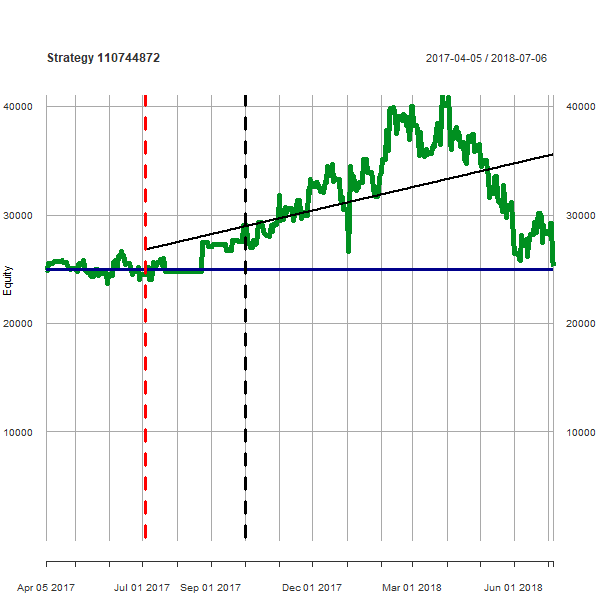 Strategy 110744872
2017-04-05 / 2018-07-06
40000 40000
30000 30000
20000 20000
10000 10000
Equity
Apr 05 2017 Jul 01 2017 Sep 01 2017 Dec 01 2017 Mar 01 2018 Jun 01 2018